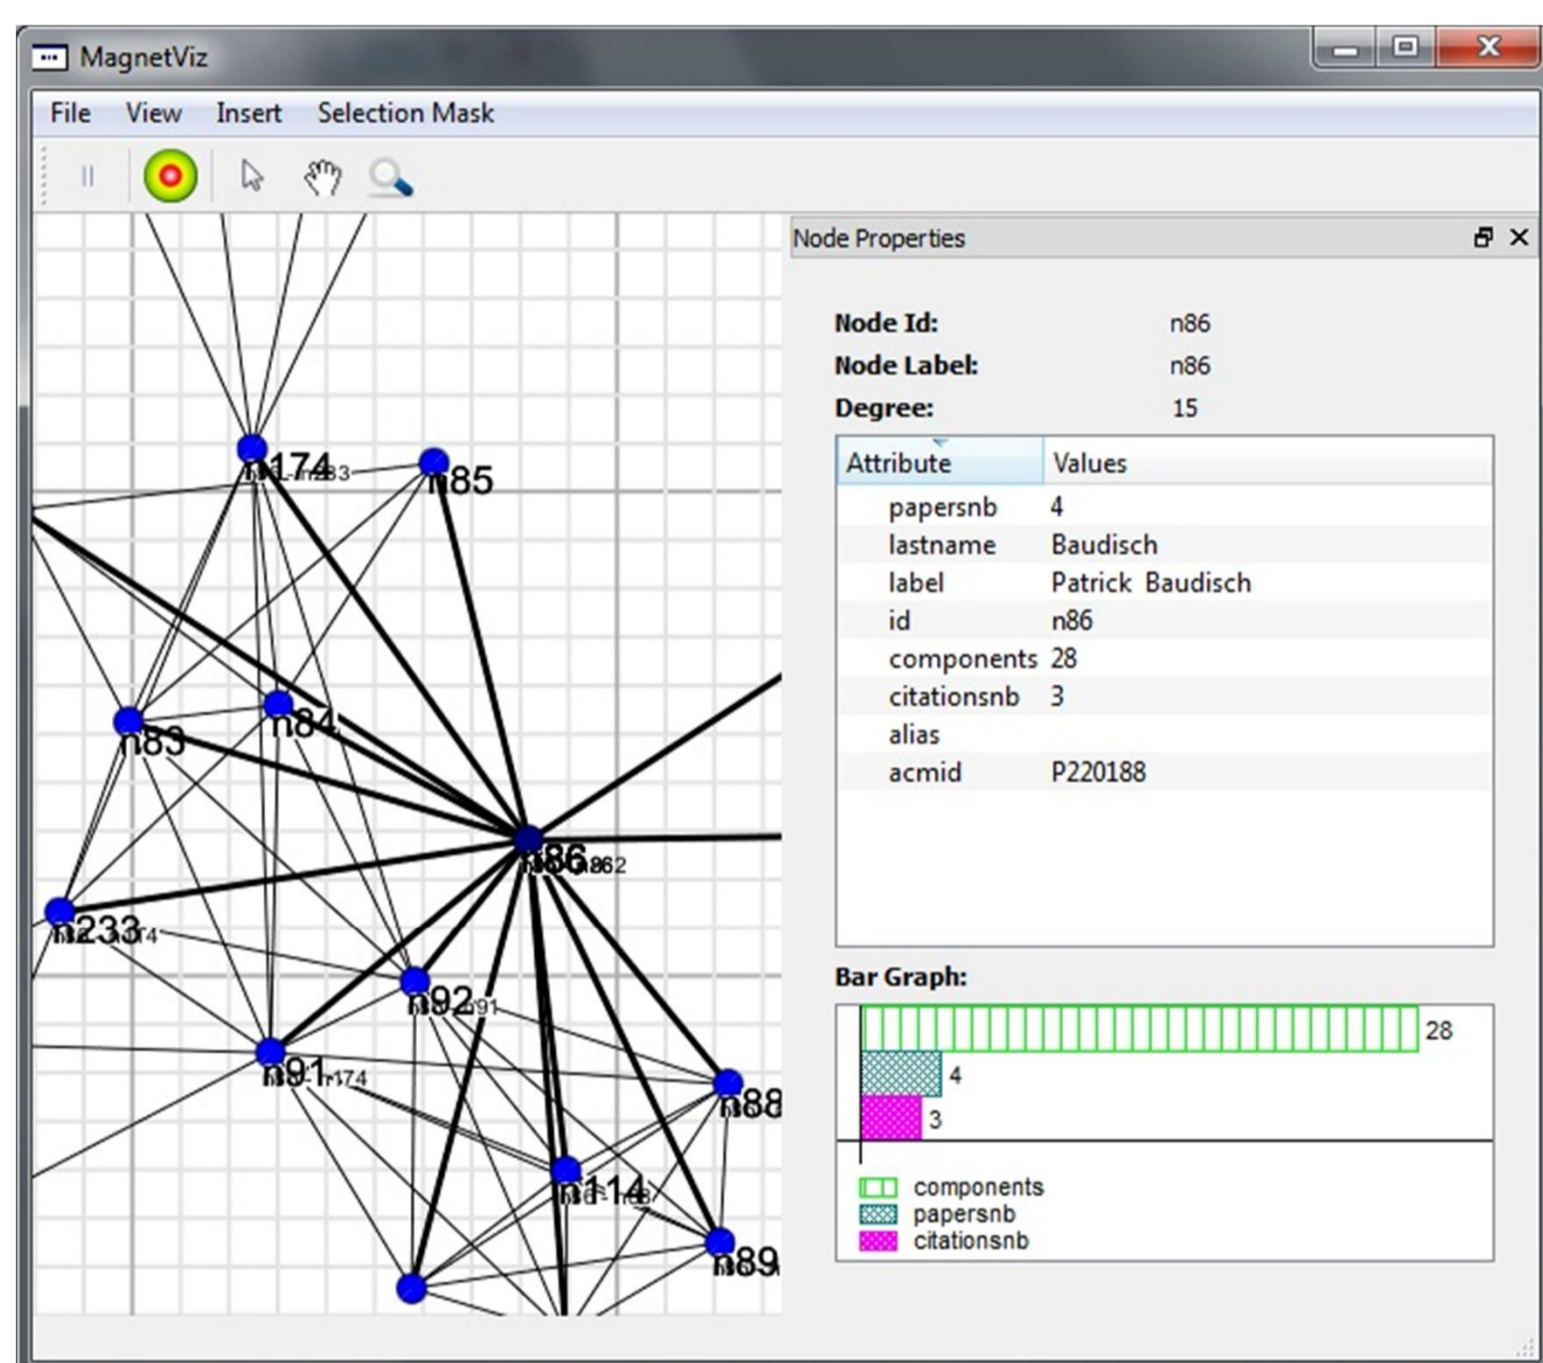 MagnetViz
File View Insert Selection Mask
Node Properties
Node Id: n86
Node Label: n86
Degree: 15
Attribute Values
papersnb 4
lastname Baudisch
label Patrick Baudisch
id n86
components 28
citationsnb 3
alias
acmid P220188
Bar Graph:
28
4
3
components
papersnb
citationsnb
n174
n85
n84
n83
n86
n233
n92
n91
n88
n114
n89